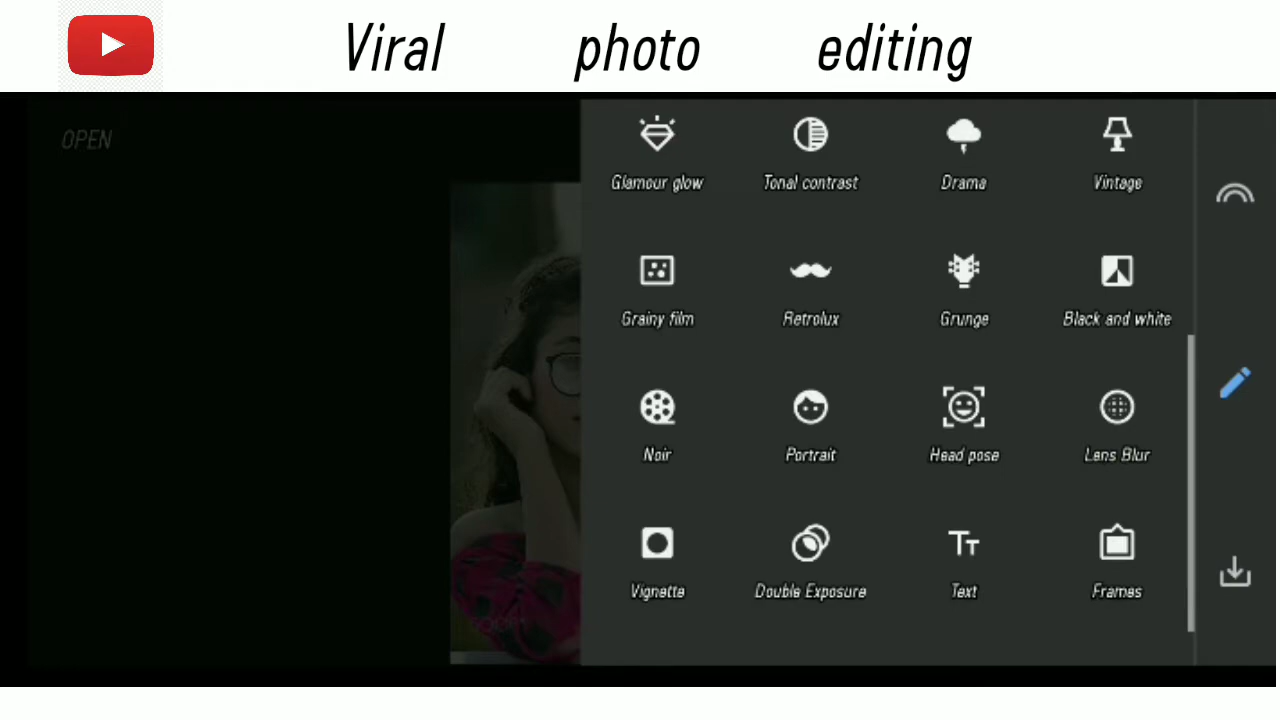 Viral photo editing
OPEN
Glamour glow Tonal contrast Drama Vintage
Grainy film Retrolux Grunge Black and white
Noir Portrait Head pose Lens Blur
Vignette Double Exposure Text Frames